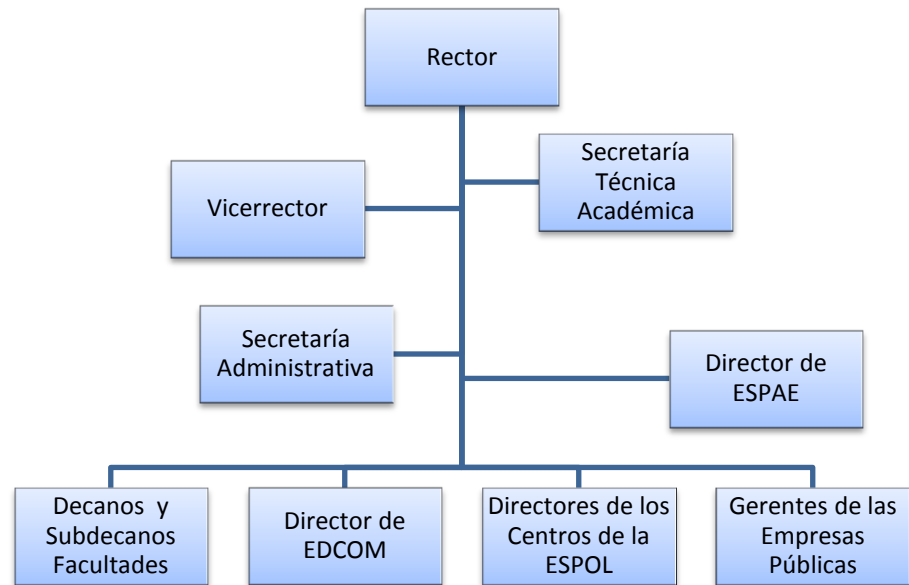 Rector
Secretaría
Técnica
Académica
Vicerrector
Secretaría
Administrativa
Director de
ESPAE
Decanos y
Subdecanos
Facultades
Director de
EDCOM
Directores de los
Centros de la
ESPOL
Gerentes de las
Empresas
Públicas